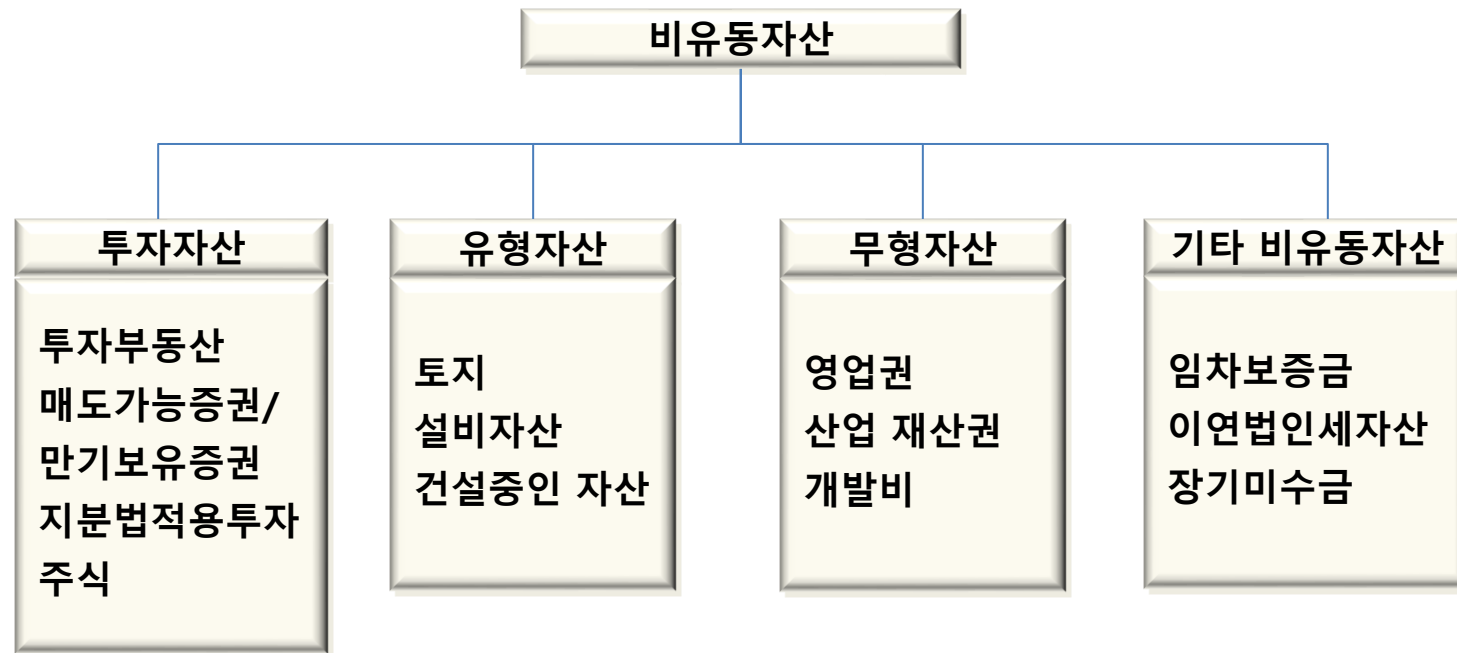 비유동자산
투자자산
투자부동산
매도가능증권/
만기보유증권
지분법적용투자
주식
유형자산
토지
설비자산
건설중인 자산
무형자산
영업권
산업 재산권
개발비
기타 비유동자산
임차보증금
이연법인세자산
장기미수금